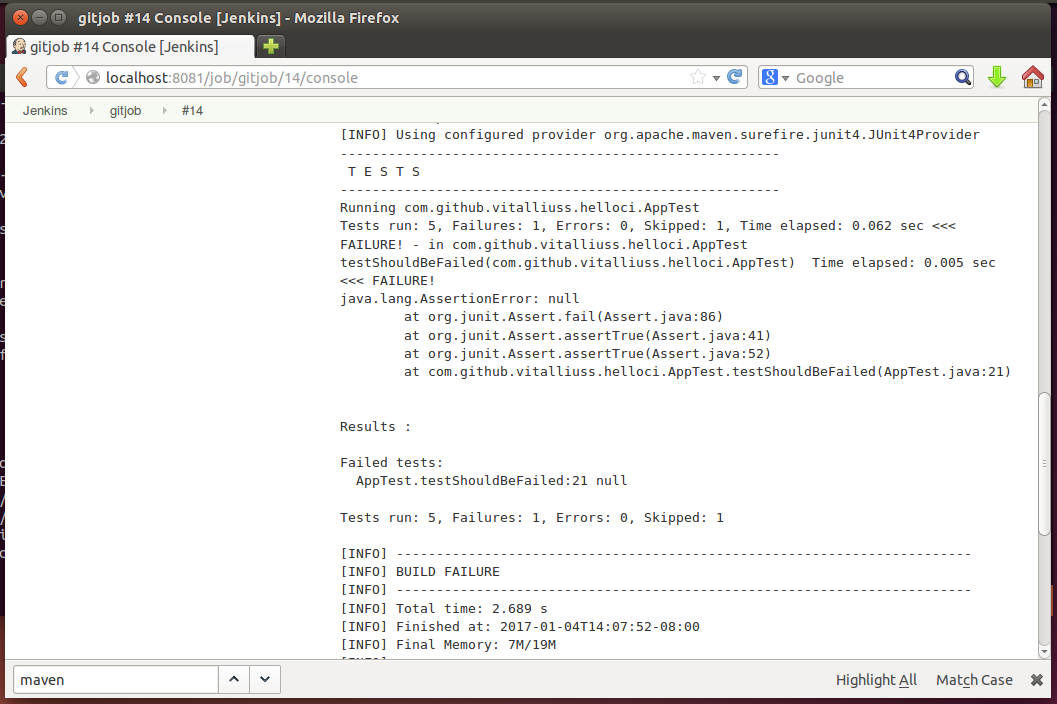 gitjob #14 Console [Jenkins] - Mozilla Firefox
gitjob #14 Console [Jenkins]
localhost:8081/job/gitjob/14/console
8
Google
Jenkins
gitjob
#14
[INFO] Using configured provider org.apache.maven.surefire.junit4.JUnit4Provider
-------------------------------------------------------
T E S T S
-------------------------------------------------------
Running com.github.vitalliuss.helloci.AppTest
Tests run: 5, Failures: 1, Errors: 0, Skipped: 1, Time elapsed: 0.062 sec <<<
FAILURE! - in com.github.vitalliuss.helloci.AppTest
testShouldBeFailed(com.github.vitalliuss.helloci.AppTest)  Time elapsed: 0.005 sec
<<< FAILURE!
java.lang.AssertionError: null
at org.junit.Assert.fail(Assert.java:86)
at org.junit.Assert.assertTrue(Assert.java:41)
at org.junit.Assert.assertTrue(Assert.java:52)
at com.github.vitalliuss.helloci.AppTest.testShouldBeFailed(AppTest.java:21)
Results :
Failed tests:
AppTest.testShouldBeFailed:21 null
Tests run: 5, Failures: 1, Errors: 0, Skipped: 1
[INFO] ------------------------------------------------------------------------
[INFO] BUILD FAILURE
[INFO] ------------------------------------------------------------------------
[INFO] Total time: 2.689 s
[INFO] Finished at: 2017-01-04T14:07:52-08:00
[INFO] Final Memory: 7M/19M
maven
Highlight All
Match Case